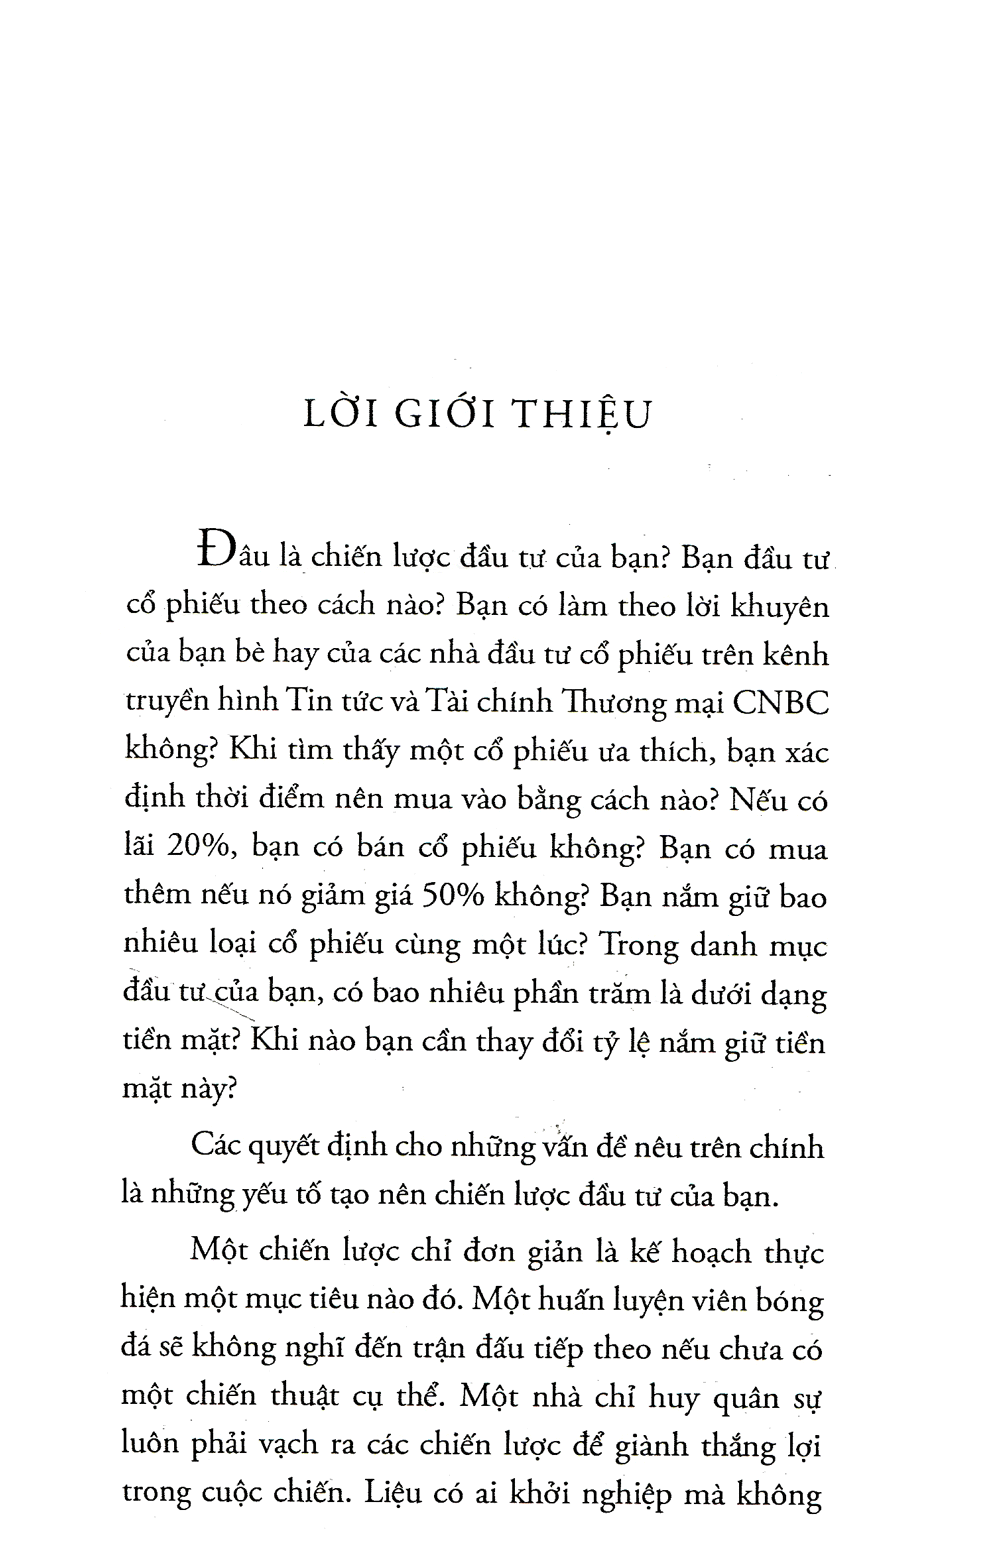 LỜI GIỚI THIỆU
Đâu là chiến lược đầu tư của bạn? Bạn đầu tư
cổ phiếu theo cách nào? Bạn có làm theo lời khuyên
của bạn bè hay của các nhà đầu tư cổ phiếu trên kênh
truyền hình Tin tức và Tài chính Thương mại CNBC
không? Khi tìm thấy một cổ phiếu ưa thích, bạn xác
định thời điểm nên mua vào bằng cách nào? Nếu có
lãi 20%, bạn có bán cổ phiếu không? Bạn có mua
thêm nếu nó giảm giá 50% không? Bạn nắm giữ bao
nhiêu loại cổ phiếu cùng một lúc? Trong danh mục
đầu tư của bạn, có bao nhiêu phần trăm là dưới dạng
tiền mặt? Khi nào bạn cần thay đổi tỷ lệ nắm giữ tiền
mặt này?
Các quyết định cho những vấn đề nêu trên chính
là những yếu tố tạo nên chiến lược đầu tư của bạn.
Một chiến lược chỉ đơn giản là kế hoạch thực
hiện một mục tiêu nào đó. Một huấn luyện viên bóng
đá sẽ không nghĩ đến trận đấu tiếp theo nếu chưa có
một chiến thuật cụ thể. Một nhà chỉ huy quân sự
luôn phải vạch ra các chiến lược để giành thắng lợi
trong cuộc chiến. Liệu có ai khởi nghiệp mà không